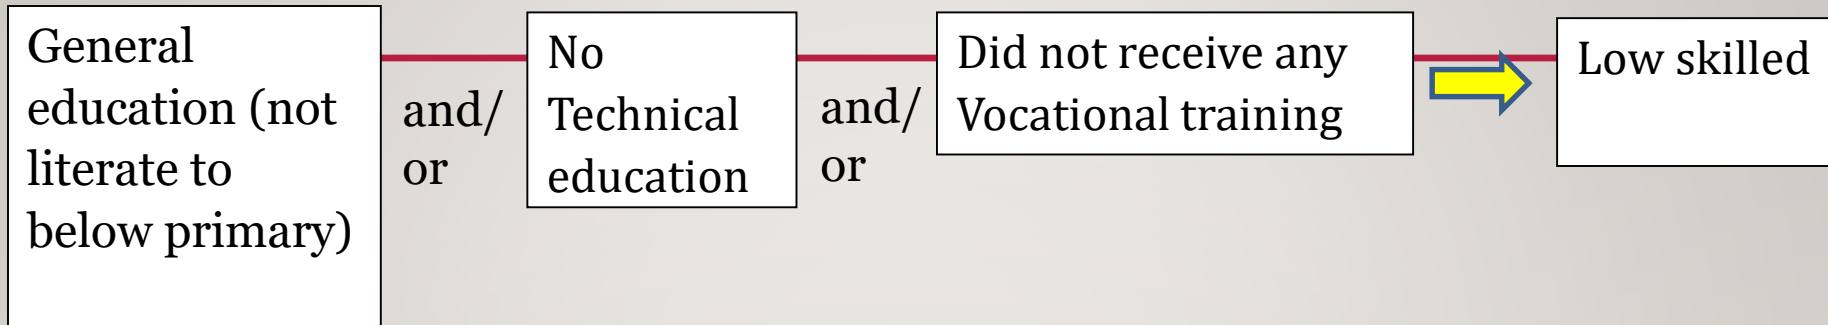 General
education (not
literate to
below primary)
and/
or
No
Technical
education
and/
or
Did not receive any
Vocational training
Low skilled